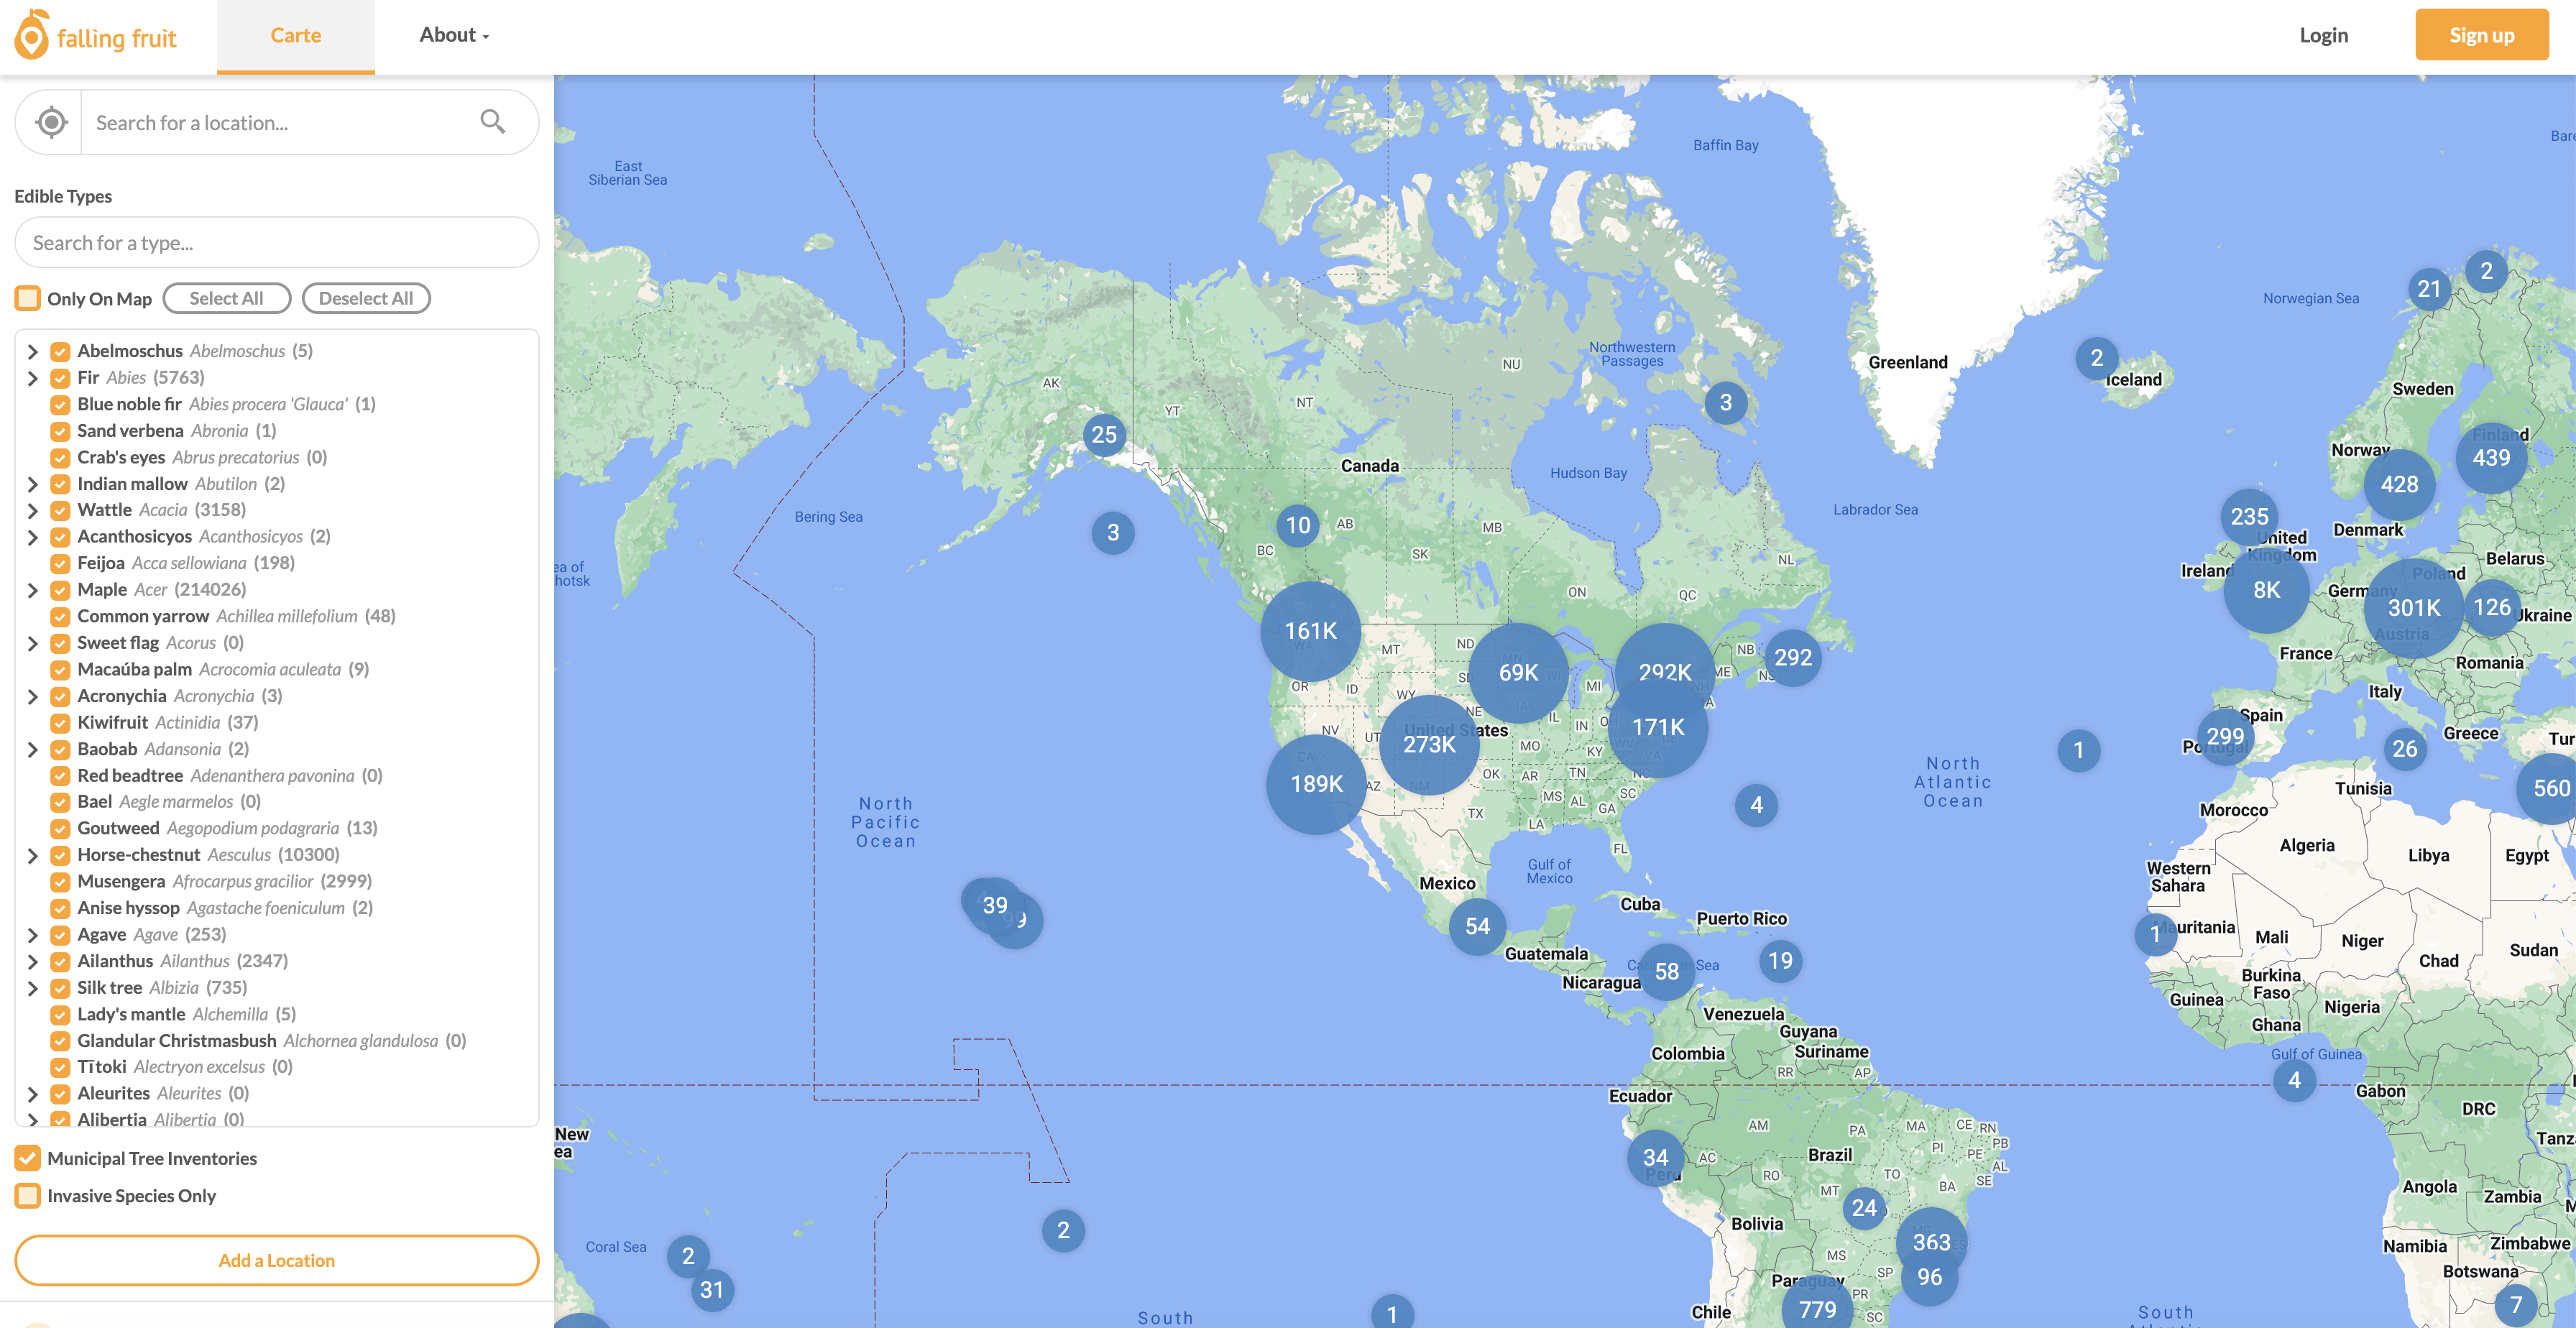 falling fruit
Carte
About
Login
Sign up
Search for a location...
Edible Types
Search for a type...
Only On Map
Select All
Deselect All
Abelmoschus Abelmoschus (5)
Fir Abies (5763)
Blue noble fir Abies procera 'Glauca' (1)
Sand verbena Abronia (1)
Crab's eyes Abrus precatorius (0)
Indian mallow Abutilon (2)
Wattle Acacia (3158)
Acanthosicyos Acanthosicyos (2)
Feijoa Acca sellowiana (198)
Maple Acer (214026)
Common yarrow Achillea millefolium (48)
Sweet flag Acorus (0)
Macaúba palm Acrocomia aculeata (9)
Acronychia Acronychia (3)
Kiwifruit Actinidia (37)
Baobab Adansonia (2)
Red beadtree Adenanthera pavonina (0)
Bael Aegle marmelos (0)
Goutweed Aegopodium podagraria (13)
Horse-chestnut Aesculus (10300)
Musengera Afrocarpus gracilior (2999)
Anise hyssop Agastache foeniculum (2)
Agave Agave (253)
Ailanthus Ailanthus (2347)
Silk tree Albizia (735)
Lady's mantle Alchemilla (5)
Glandular Christmasbush Alchornea glandulosa (0)
Tītoki Alectryon excelsus (0)
Aleurites Aleurites (0)
Alibertia Alibertia (0)
Municipal Tree Inventories
Invasive Species Only
Add a Location
East
Siberian Sea
Baffin Bay
Norwegian Sea
Northwestern
Passages
Greenland
Iceland
Sweden
Finland
Norway
Denmark
United
Kingdom
Ireland
Belarus
Poland
Germany
Ukraine
Austria
France
Romania
Italy
Spain
Portugal
Greece
Tunisia
Morocco
Algeria
Libya
Egypt
Western
Sahara
Mauritania
Mali
Niger
Chad
Sudan
Burkina
Faso
Guinea
Nigeria
Ghana
Gulf of Guinea
Gabon
DRC
Angola
Zambia
Namibia
Zimbabwe
Botswana
AK
YT
NT
NU
Canada
Hudson Bay
Labrador Sea
Bering Sea
BC
AB
SK
MB
ON
QC
NL
NB
ME
WA
MT
ND
OR
ID
WY
NE
MI
NV
UT
IL
IN
CA
United States
MO
KY
WV
VA
AZ
NM
OK
AR
TN
NC
SC
MS
AL
GA
TX
LA
FL
North
Pacific
Ocean
North
Atlantic
Ocean
Gulf of
Mexico
Mexico
Cuba
Puerto Rico
Guatemala
Nicaragua
Venezuela
Guyana
Suriname
Colombia
RR
AP
Ecuador
AM
PA
MA
CE
RN
PB
PI
PE
AL
SE
AC
RO
TO
BA
Peru
Brazil
MT
Bolivia
MS
SP
Paraguay
PR
SC
Chile
Coral Sea
New
South
South
25
3
10
3
2
21
2
439
428
235
8K
301K
126
161K
69K
292K
292
273K
171K
189K
299
26
560
1
4
39
99
54
58
19
1
4
34
24
363
96
779
2
2
31
1
7